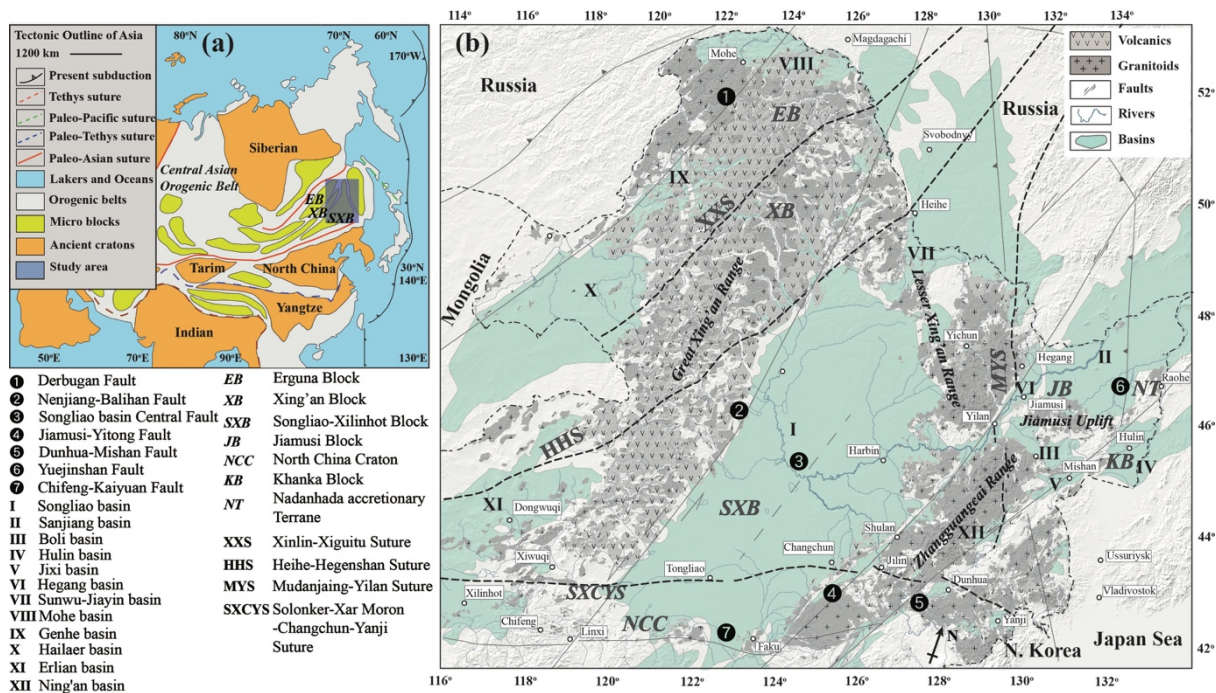 Tectonic Outline of Asia
1200 km
Present subduction
Tethys suture
Paleo-Pacific suture
Paleo-Tethys suture
Paleo-Asian suture
Lakers and Oceans
Orogenic belts
Micro blocks
Ancient cratons
Study area
80°N
(a)
70°N
60°N
170°W
Siberian
Central Asian
Orogenic Belt
EB
XB
SXB
Tarim
North China
Yangtze
Indian
30°N
140°E
50°E
70°E
90°E
110°E
130°E
❶ Derbugan Fault
❷ Nenjiang-Balihan Fault
❸ Songliao basin Central Fault
❹ Jiamusi-Yitong Fault
❺ Dunhua-Mishan Fault
❻ Yuejinshan Fault
❼ Chifeng-Kaiyuan Fault
I Songliao basin
II Sanjiang basin
III Boli basin
IV Hulin basin
V Jixi basin
VI Hegang basin
VII Sunwu-Jiayin basin
VIII Mohe basin
IX Genhe basin
X Hailaer basin
XI Erlian basin
XII Ning'an basin
EB Erguna Block
XB Xing'an Block
SXB Songliao-Xilinhot Block
JB Jiamusi Block
NCC North China Craton
KB Khanka Block
NT Nadanhada accretionary
Terrane
XXS Xinlin-Xiguitu Suture
HHS Heihe-Hegenshan Suture
MYS Mudanjaing-Yilan Suture
SXCYS Solonker-Xar Moron
-Changchun-Yanji
Suture
114° 116° 118° 120° 122° 124° 126° 128° 130° 132° 134°
(b)
Volcanics
Granitoids
Faults
Rivers
Basins
Magdagachi
Mohe
VIII
Russia
❶
EB
Russia
52°
Svobodnyy
IX
XXS
XB
Heihe
50°
VII
Mongolia
X
Great Xing'an Range
Lesser Xing'an Range
Yichun
MYS
48°
Hegang
II
VI
JB
❻
NT
Raohe
Jiamusi
Jiamusi Uplift
❷
I
Yilan
46°
HHS
❸
Harbin
Hulin
III
Mishan
KB
IV
V
XI
Dongwuqi
SXB
Zhangguangcai Range
Shulan
XII
Xiwuqi
Changchun
Jilin
Ussuriysk
44°
Tongliao
Dunhua
Xilinhot
SXCYS
❹
❺
Vladivostok
Chifeng
NCC
❼
Yanji
Linxi
Faku
N
N. Korea
Japan Sea
42°
116° 118° 120° 122° 124° 126° 128° 130° 132°